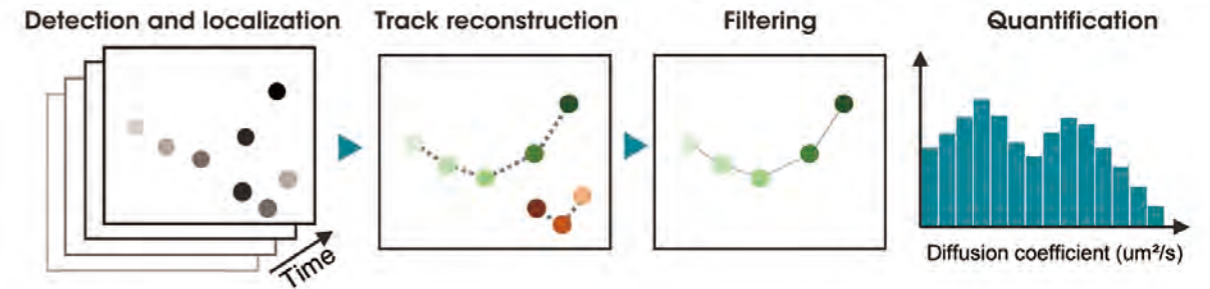 Detection and localization
Track reconstruction
Filtering
Quantification
Time
Diffusion coefficient (um²/s)